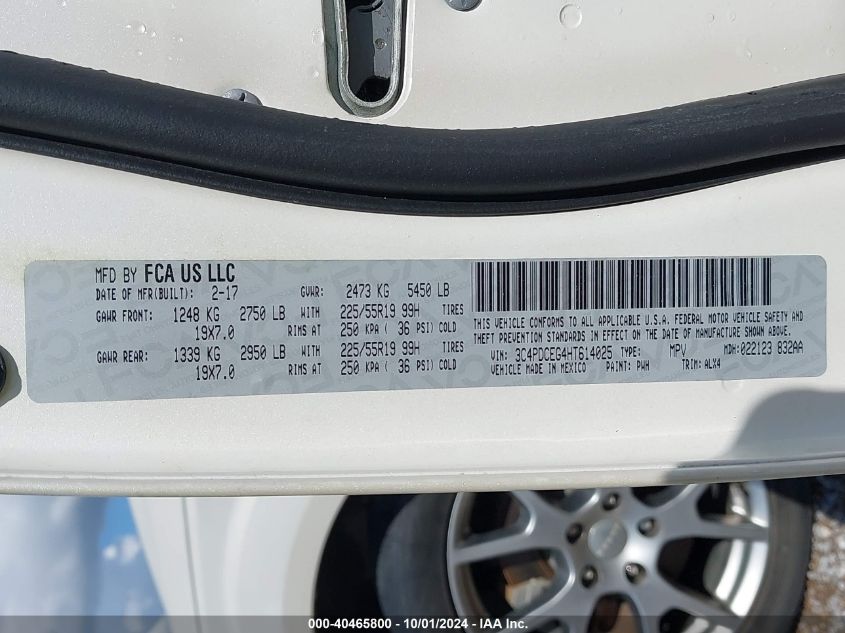 MFD BY FCA US LLC
DATE OF MFR(BUILT): 2-17 GVWR: 2473 KG 5450 LB
GAWR FRONT: 1248 KG 2750 LB 225/55R19 99H TIRES
19X7.0 RIMS AT 250 KPA ( 36 PSI) COLD
GAWR REAR: 1339 KG 2950 LB 225/55R19 99H TIRES
19X7.0 RIMS AT 250 KPA ( 36 PSI) COLD
THIS VEHICLE CONFORMS TO ALL APPLICABLE U.S.A. FEDERAL MOTOR VEHICLE SAFETY AND
THEFT PREVENTION STANDARDS IN EFFECT ON THE DATE OF MANUFACTURE SHOWN ABOVE.
VIN: 3C4PDCEG4HT614025 TYPE: MPV MDH: 022123 832AA
VEHICLE MADE IN MEXICO PAINT: PWH TRIM: ALX4
000-40465800 - 10/01/2024 - IAA Inc.